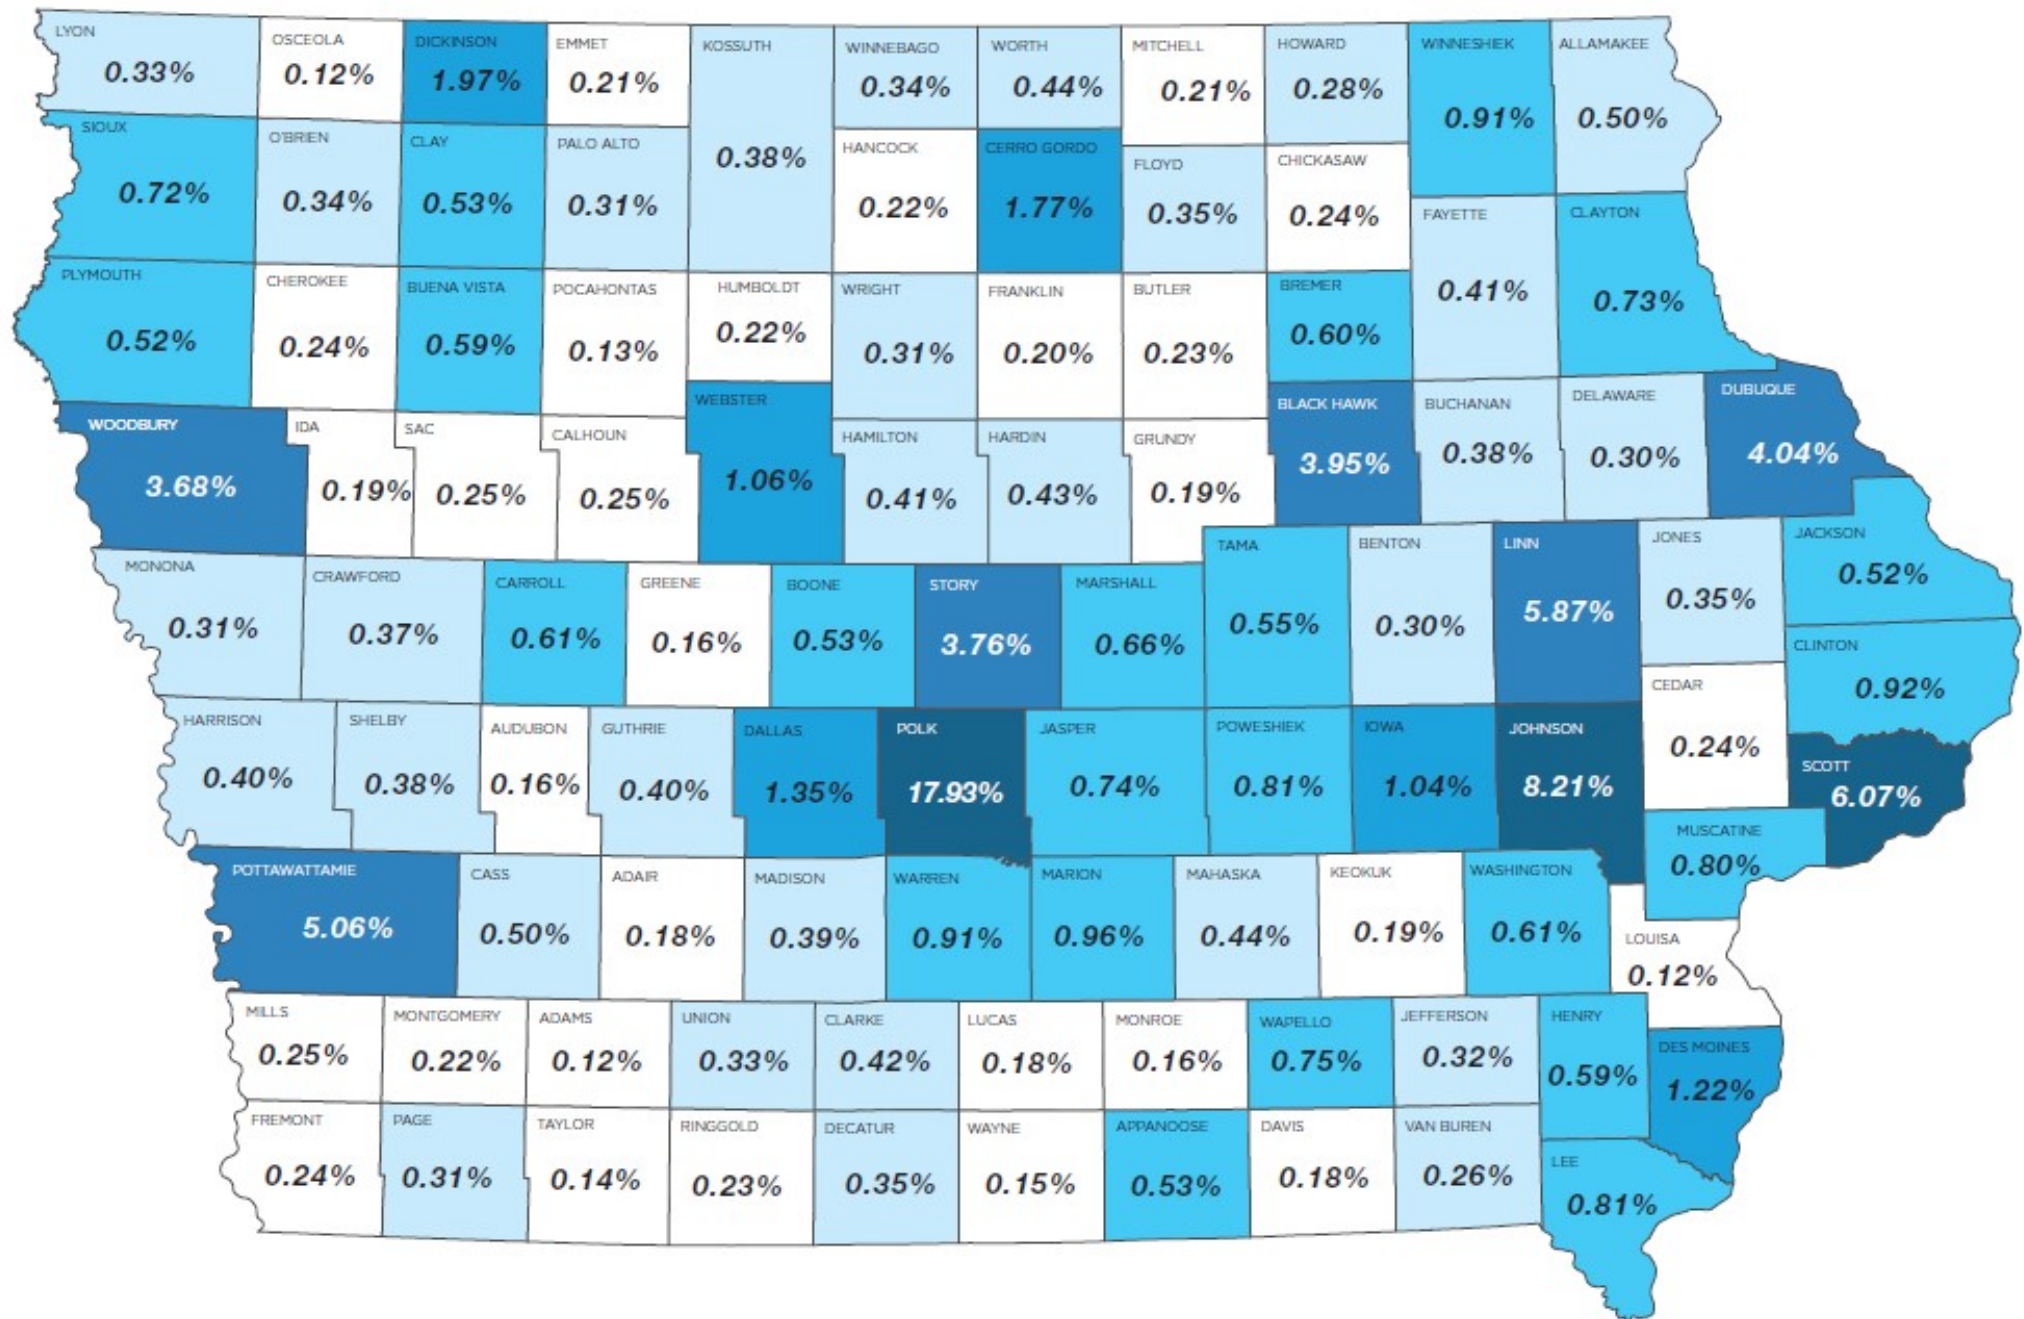 LYON
0.33%
OSCEOLA
0.12%
DICKINSON
1.97%
EMMET
0.21%
KOSSUTH
0.38%
WINNEBAGO
0.34%
WORTH
0.44%
MITCHELL
0.21%
HOWARD
0.28%
WINNESHIEK
0.91%
ALLAMAKEE
0.50%
SIOUX
0.72%
O'BRIEN
0.34%
CLAY
0.53%
PALO ALTO
0.31%
HANCOCK
0.22%
CERRO GORDO
1.77%
FLOYD
0.35%
CHICKASAW
0.24%
FAYETTE
0.41%
CLAYTON
0.73%
PLYMOUTH
0.52%
CHEROKEE
0.24%
BUENA VISTA
0.59%
POCAHONTAS
0.13%
HUMBOLDT
0.22%
WRIGHT
0.31%
FRANKLIN
0.20%
BUTLER
0.23%
BREMER
0.60%
WOODBURY
3.68%
IDA
0.19%
SAC
0.25%
CALHOUN
0.25%
WEBSTER
1.06%
HAMILTON
0.41%
HARDIN
0.43%
GRUNDY
0.19%
BLACK HAWK
3.95%
BUCHANAN
0.38%
DELAWARE
0.30%
DUBUQUE
4.04%
MONONA
0.31%
CRAWFORD
0.37%
CARROLL
0.61%
GREENE
0.16%
BOONE
0.53%
STORY
3.76%
MARSHALL
0.66%
TAMA
0.55%
BENTON
0.30%
LINN
5.87%
JONES
0.35%
JACKSON
0.52%
CLINTON
0.92%
HARRISON
0.40%
SHELBY
0.38%
AUDUBON
0.16%
GUTHRIE
0.40%
DALLAS
1.35%
POLK
17.93%
JASPER
0.74%
POWESHIEK
0.81%
IOWA
1.04%
JOHNSON
8.21%
CEDAR
0.24%
SCOTT
6.07%
MUSCATINE
0.80%
POTTAWATTAMIE
5.06%
CASS
0.50%
ADAIR
0.18%
MADISON
0.39%
WARREN
0.91%
MARION
0.96%
MAHASKA
0.44%
KEOKUK
0.19%
WASHINGTON
0.61%
LOUISA
0.12%
MILLS
0.25%
MONTGOMERY
0.22%
ADAMS
0.12%
UNION
0.33%
CLARKE
0.42%
LUCAS
0.18%
MONROE
0.16%
WAPELLO
0.75%
JEFFERSON
0.32%
HENRY
0.59%
DES MOINES
1.22%
FREMONT
0.24%
PAGE
0.31%
TAYLOR
0.14%
RINGGOLD
0.23%
DECATUR
0.35%
WAYNE
0.15%
APPANOOSE
0.53%
DAVIS
0.18%
VAN BUREN
0.26%
LEE
0.81%